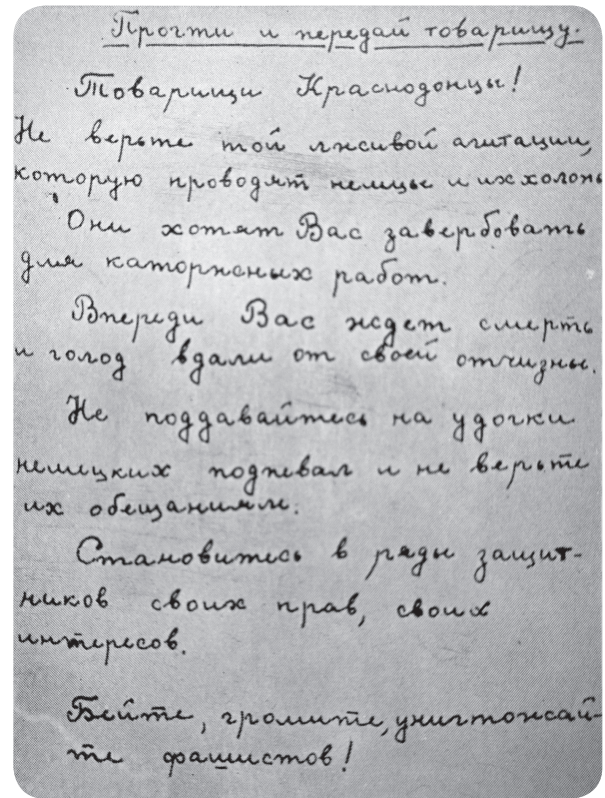 Прочти и передай товарищу.
Товарищи Краснодонцы!
Не верьте той лживой агитации,
которую проводят немцы и их холопы
Они хотят Вас завербовать
для каторжных работ.
Впереди Вас ждет смерть
и голод вдали от своей отчизны.
Не поддавайтесь на удочки
немецких подпевал и не верьте
их обещаниям.
Становитесь в ряды защит-
ников своих прав, своих
интересов.
Бейте, громите, уничтожай-
те фашистов!